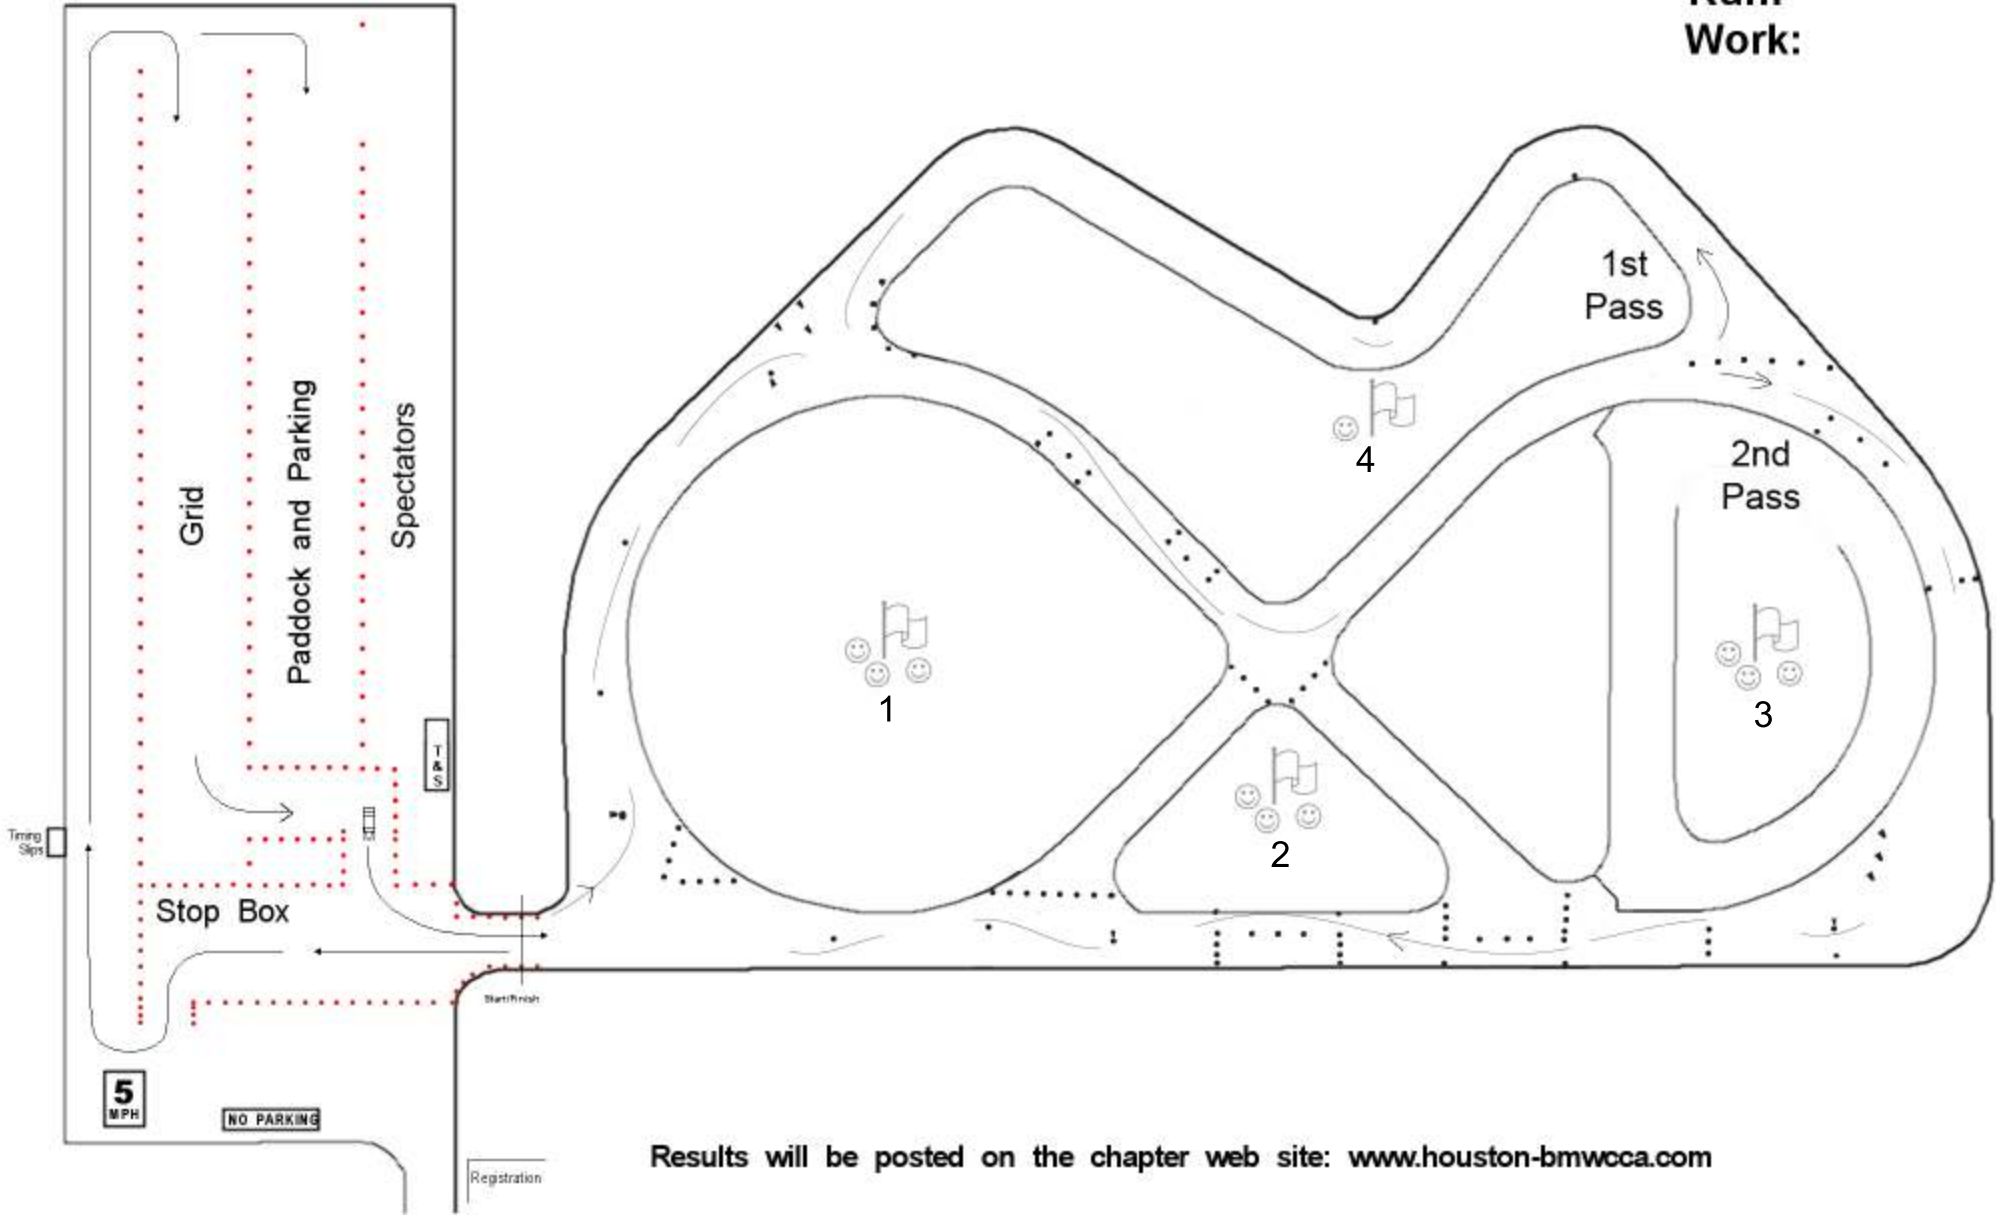 Work:
1st
Pass
2nd
Pass
Grid
Paddock and Parking
Spectators
4
1
3
2
T&S
Timing
Slips
Stop Box
Start/Finish
5
MPH
NO PARKING
Registration
Results will be posted on the chapter web site: www.houston-bmwcca.com